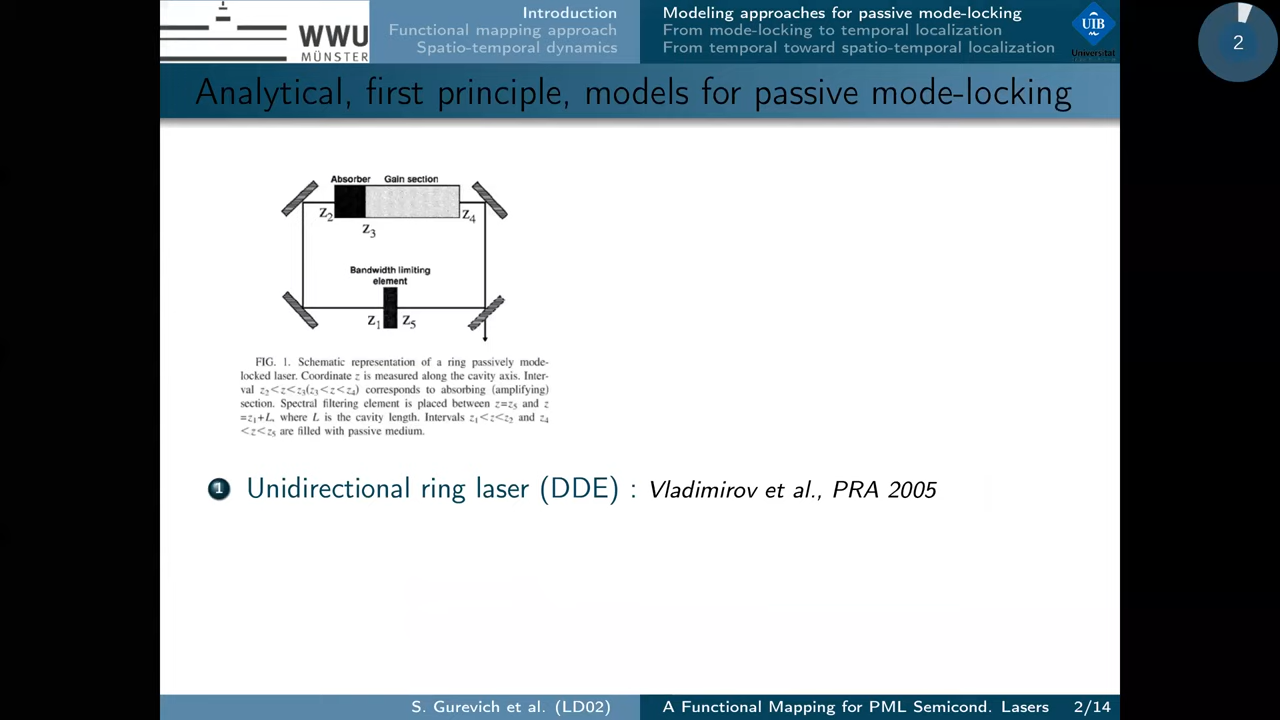 WWU
MÜNSTER
Introduction
Functional mapping approach
Spatio-temporal dynamics
Modeling approaches for passive mode-locking
From mode-locking to temporal localization
From temporal toward spatio-temporal localization
UIB
Universitat
2
Analytical, first principle, models for passive mode-locking
Absorber Gain section
z2 z4
z3
Bandwidth limiting
element
z1 z5
FIG. 1. Schematic representation of a ring passively mode-
locked laser. Coordinate z is measured along the cavity axis. Inter-
val z2<z<z3(z3<z<z4) corresponds to absorbing (amplifying)
section. Spectral filtering element is placed between z=z5 and z
=z1+L, where L is the cavity length. Intervals z1<z<z2 and z4
<z<z5 are filled with passive medium.
1 Unidirectional ring laser (DDE) : Vladimirov et al., PRA 2005
S. Gurevich et al. (LD02) A Functional Mapping for PML Semicond. Lasers 2/14